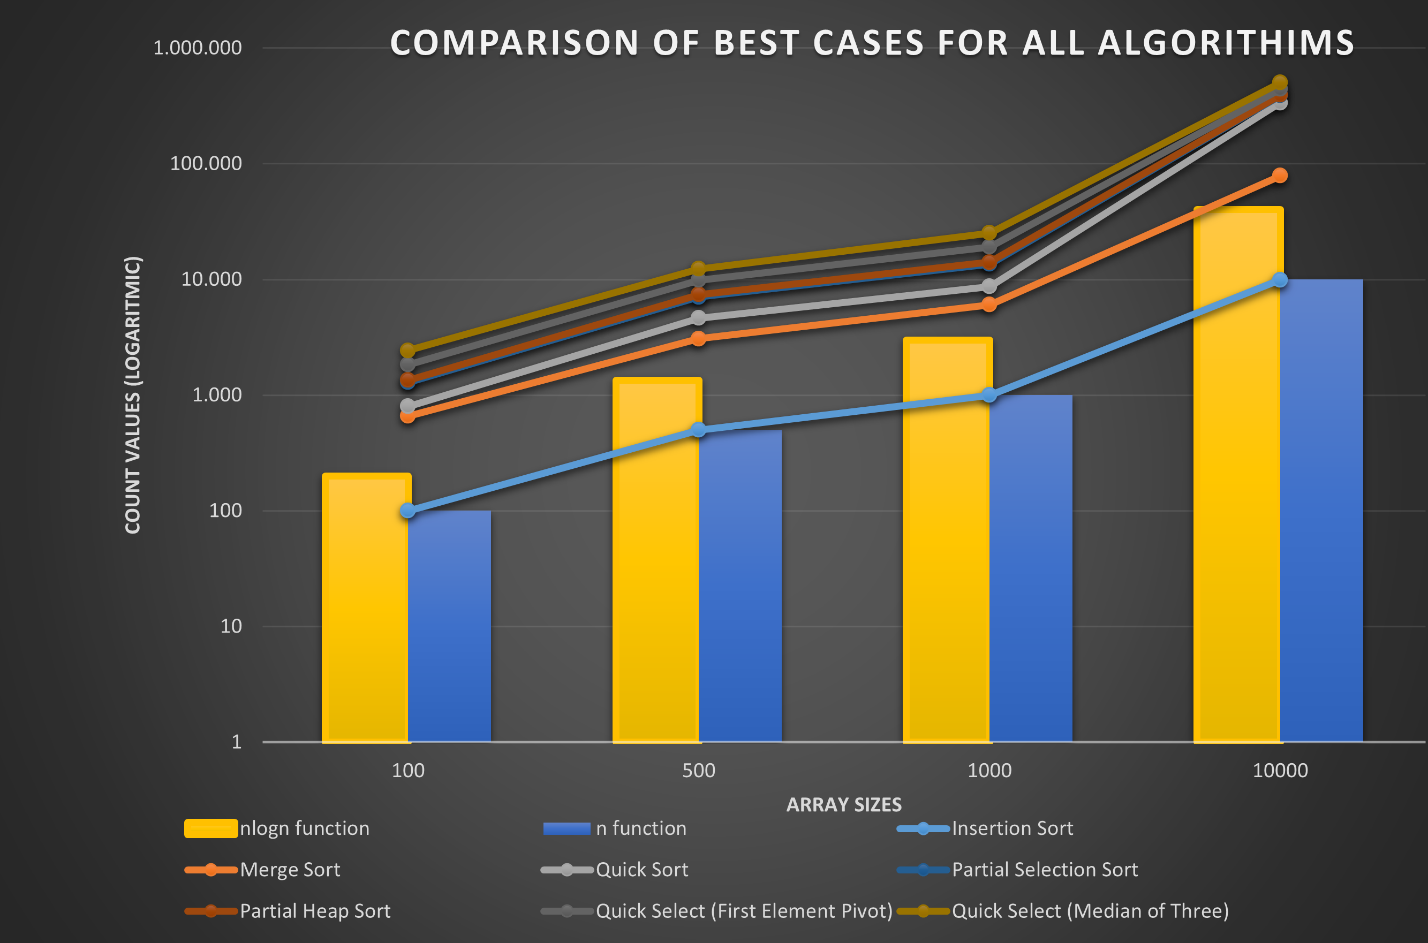 COMPARISON OF BEST CASES FOR ALL ALGORITHIMS
1.000.000
100.000
10.000
1.000
100
10
1
COUNT VALUES (LOGARITMIC)
100 500 1000 10000
ARRAY SIZES
nlogn function n function Insertion Sort
Merge Sort Quick Sort Partial Selection Sort
Partial Heap Sort Quick Select (First Element Pivot) Quick Select (Median of Three)